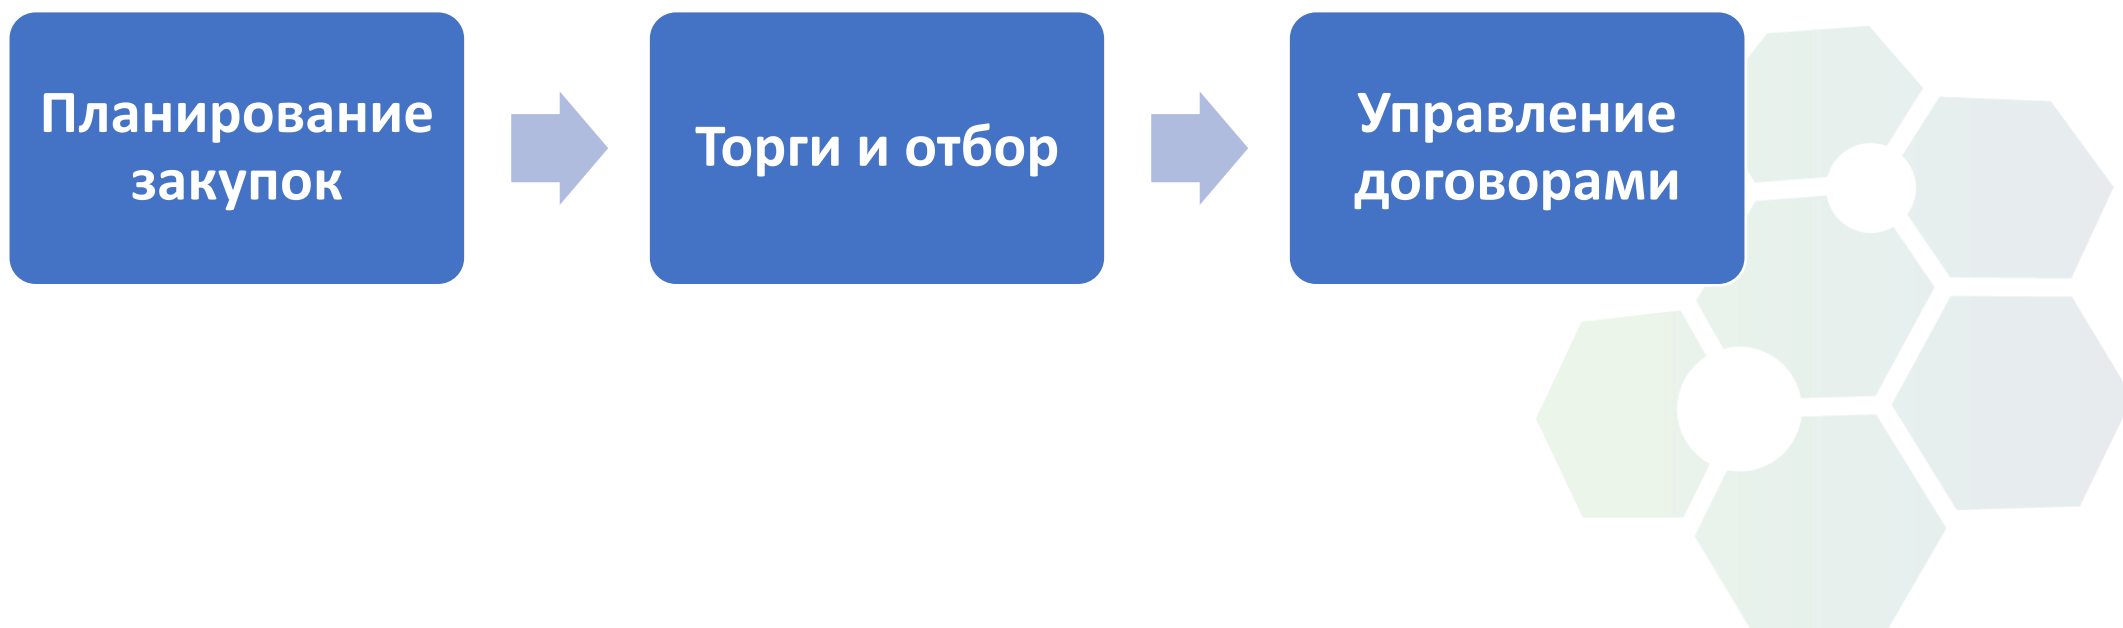 Планирование
закупок
Торги и отбор
Управление
договорами